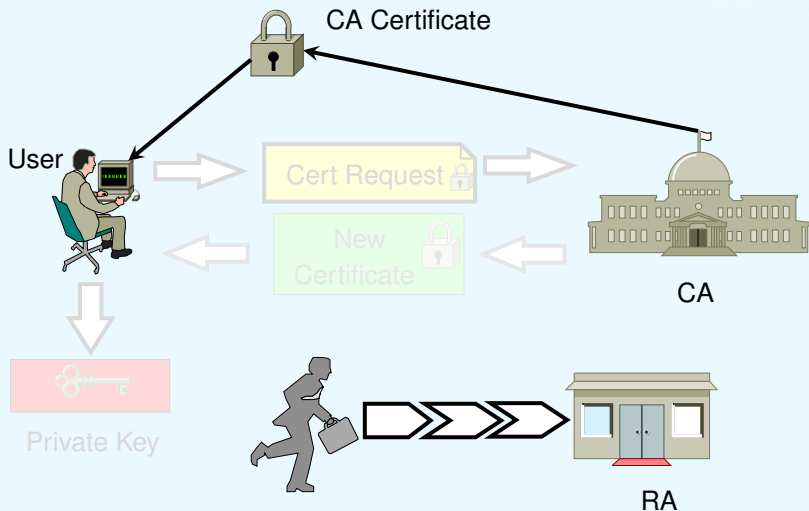 CA Certificate
User
Cert Request
New
Certificate
CA
Private Key
RA